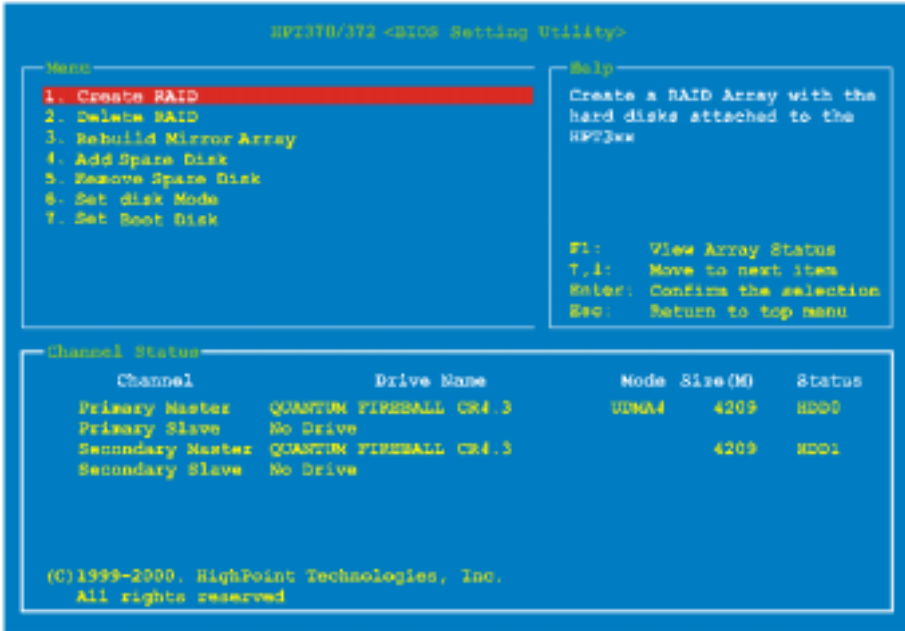 HPT370/372 <BIOS Setting Utility>
Menu
1. Create RAID
2. Delete RAID
3. Rebuild Mirror Array
4. Add Spare Disk
5. Remove Spare Disk
6. Set disk Mode
7. Set Boot Disk
Help
Create a RAID Array with the
hard disks attached to the
HPT3xx
F1: View Array Status
↑,↓: Move to next item
Enter: Confirm the selection
Esc: Return to top menu
Channel Status
Channel Drive Name Mode Size(M) Status
Primary Master QUANTUM FIREBALL CR4.3 UDMA4 4209 HDD0
Primary Slave No Drive
Secondary Master QUANTUM FIREBALL CR4.3 4209 HDD1
Secondary Slave No Drive
(C)1999-2000. HighPoint Technologies, Inc.
All rights reserved